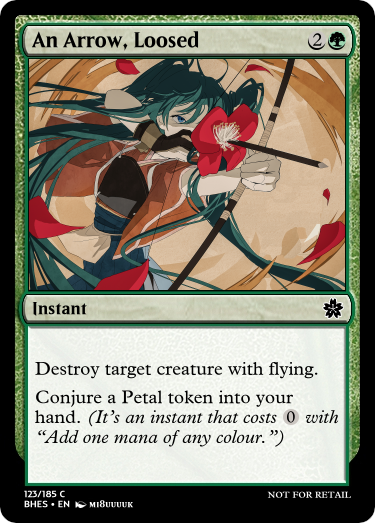 An Arrow, Loosed 2
Instant
Destroy target creature with flying.
Conjure a Petal token into your
hand. (It's an instant that costs 0 with
“Add one mana of any colour.”)
123/185 C
BHES • EN M18UUUUK
NOT FOR RETAIL